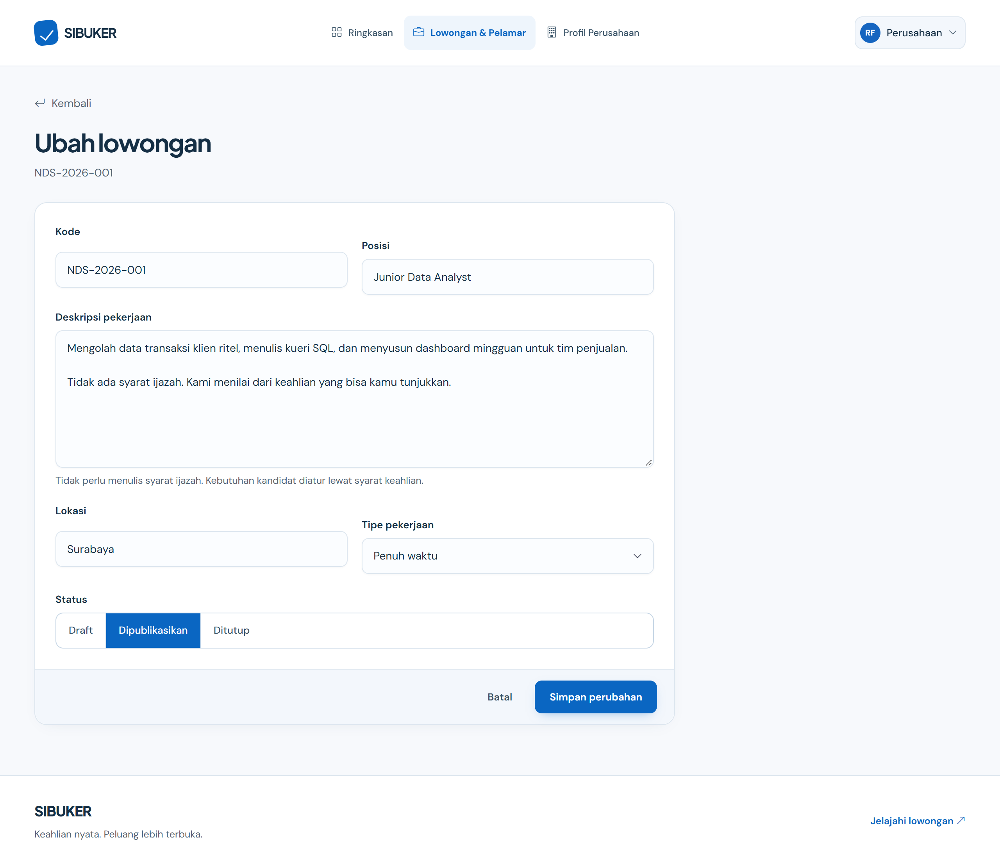 SIBUKER
Ringkasan
Lowongan & Pelamar
Profil Perusahaan
RF
Perusahaan
Kembali
Ubah lowongan
NDS-2026-001
Kode
NDS-2026-001
Posisi
Junior Data Analyst
Deskripsi pekerjaan
Mengolah data transaksi klien ritel, menulis kueri SQL, dan menyusun dashboard mingguan untuk tim penjualan.
Tidak ada syarat ijazah. Kami menilai dari keahlian yang bisa kamu tunjukkan.
Tidak perlu menulis syarat ijazah. Kebutuhan kandidat diatur lewat syarat keahlian.
Lokasi
Surabaya
Tipe pekerjaan
Penuh waktu
Status
Draft
Dipublikasikan
Ditutup
Batal
Simpan perubahan
SIBUKER
Keahlian nyata. Peluang lebih terbuka.
Jelajahi lowongan